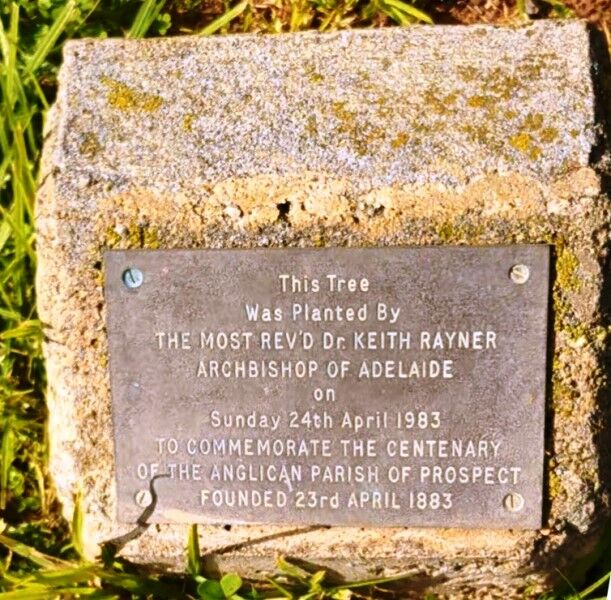 This Tree
Was Planted By
THE MOST REV'D Dr. KEITH RAYNER
ARCHBISHOP OF ADELAIDE
on
Sunday 24th April 1983
TO COMMEMORATE THE CENTENARY
OF THE ANGLICAN PARISH OF PROSPECT
FOUNDED 23rd APRIL 1883